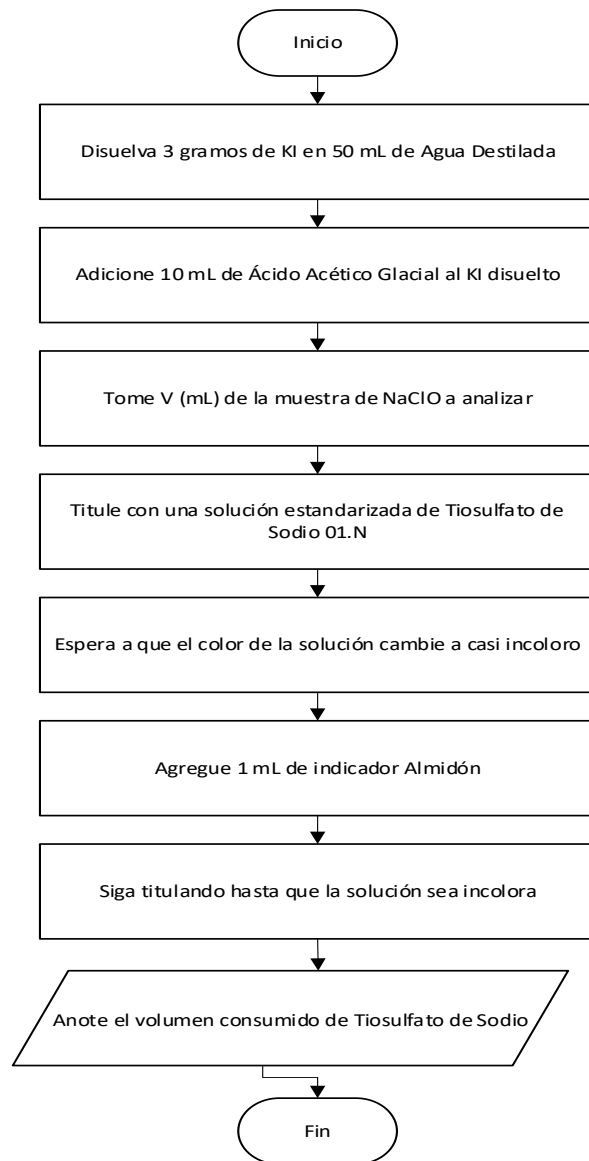 Inicio
Disuelva 3 gramos de KI en 50 mL de Agua Destilada
Adicione 10 mL de Ácido Acético Glacial al KI disuelto
Tome V (mL) de la muestra de NaClO a analizar
Titule con una solución estandarizada de Tiosulfato de
Sodio 01.N
Espera a que el color de la solución cambie a casi incoloro
Agregue 1 mL de indicador Almidón
Siga titulando hasta que la solución sea incolora
Anote el volumen consumido de Tiosulfato de Sodio
Fin